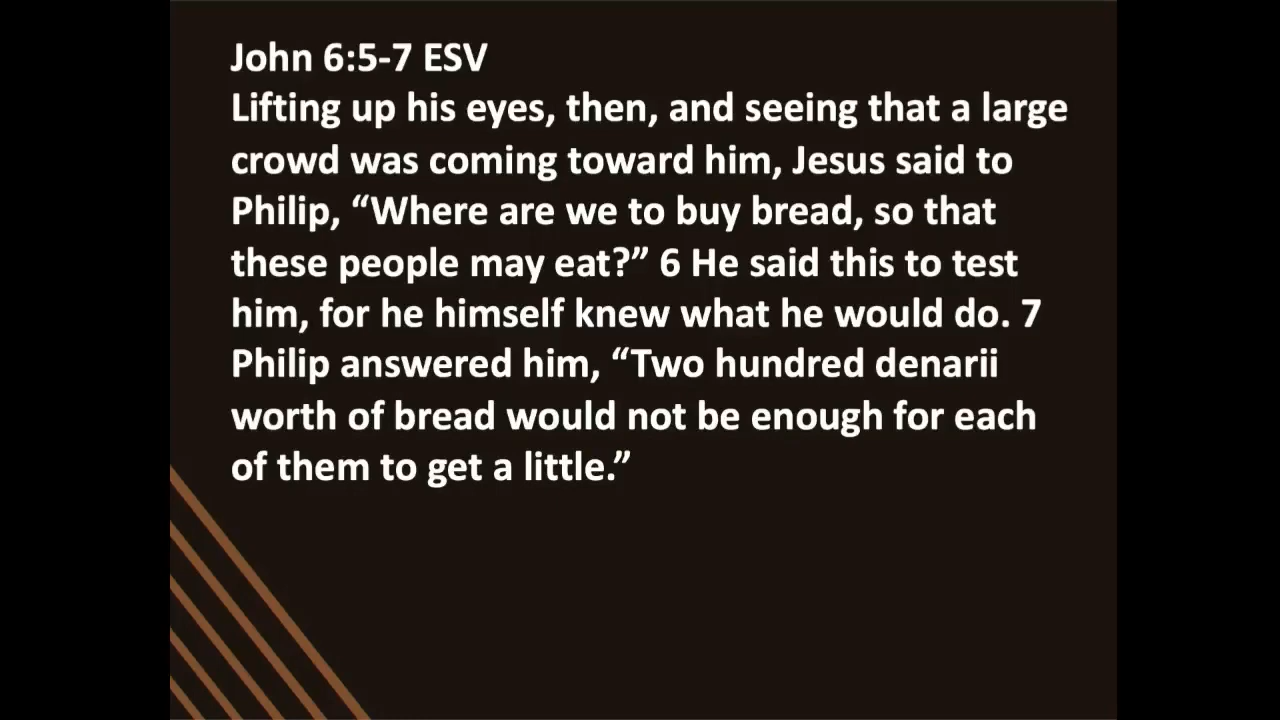 John 6:5-7 ESV
Lifting up his eyes, then, and seeing that a large
crowd was coming toward him, Jesus said to
Philip, “Where are we to buy bread, so that
these people may eat?” 6 He said this to test
him, for he himself knew what he would do. 7
Philip answered him, “Two hundred denarii
worth of bread would not be enough for each
of them to get a little.”